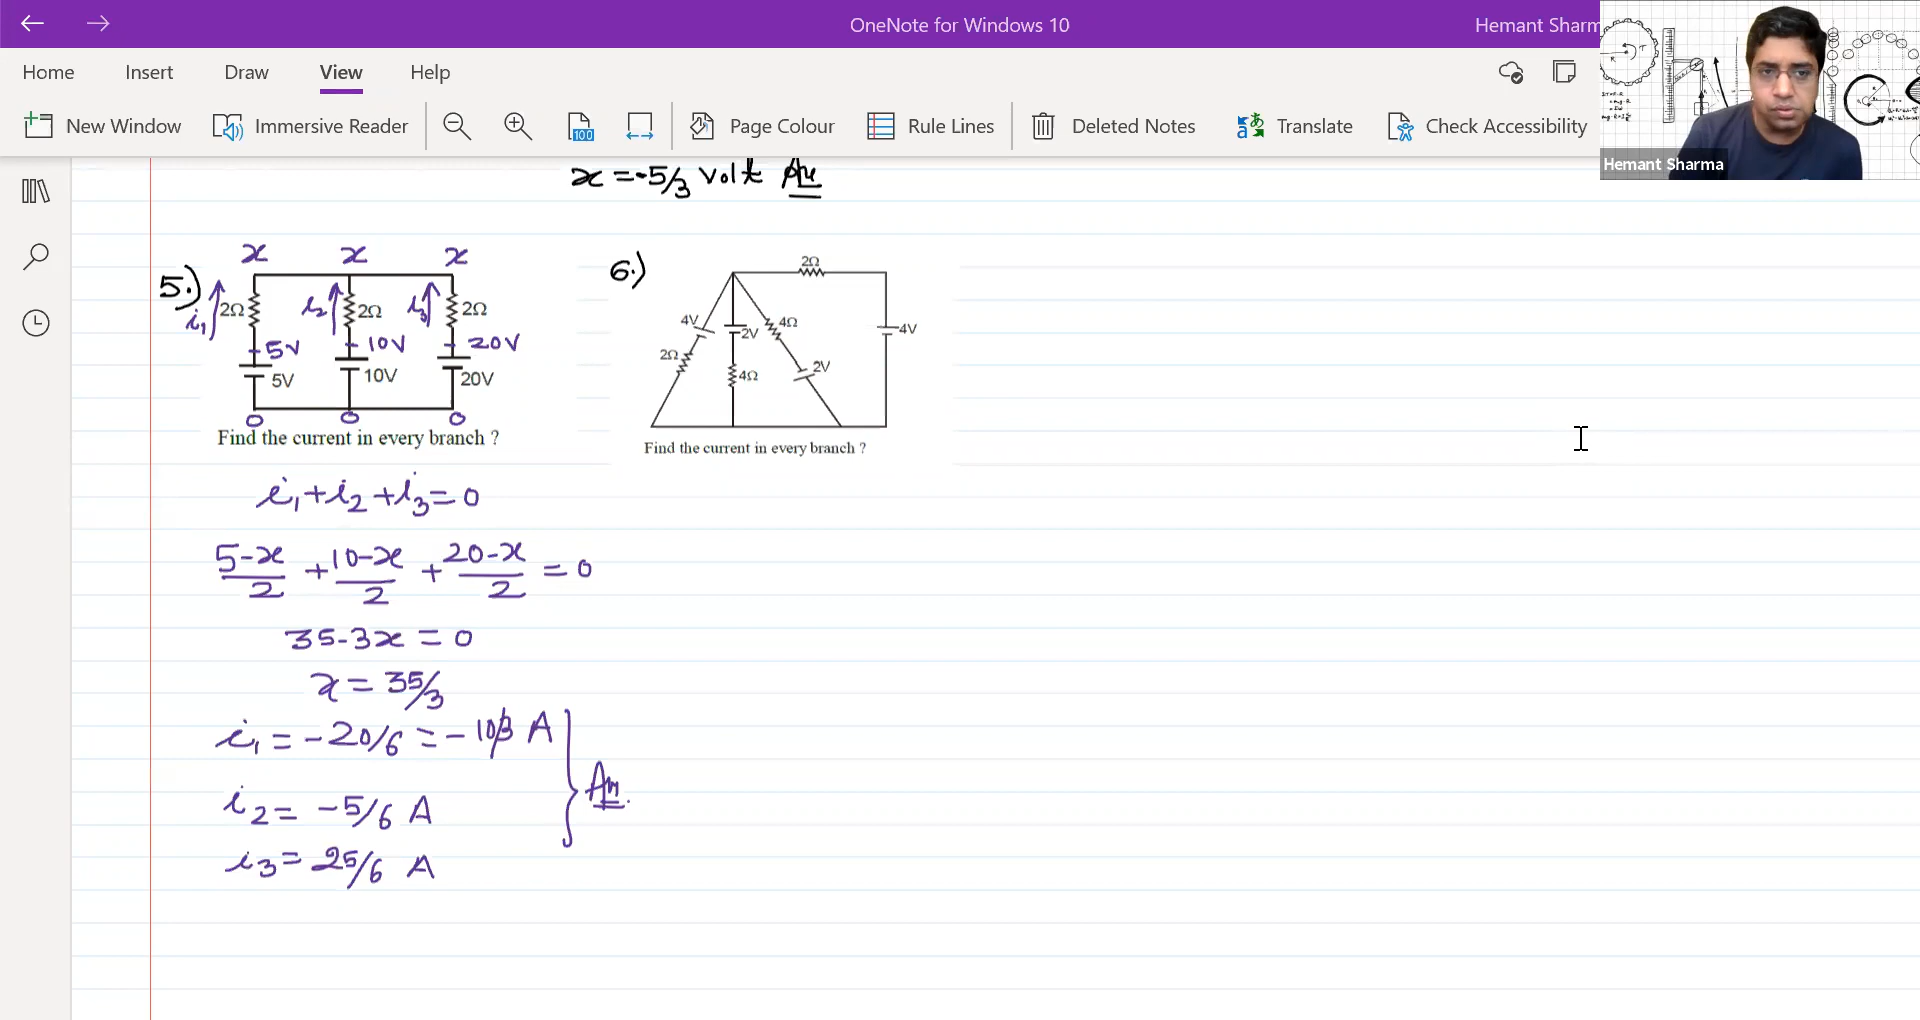 OneNote for Windows 10
Hemant Sharm
Home Insert Draw View Help
New Window Immersive Reader 100 Page Colour Rule Lines Deleted Notes Translate Check Accessibility
Hemant Sharma
x = -5/3 volt Ans
5.)
x x x
i₁ 2Ω i₂ 2Ω i₃ 2Ω
5V 10V 20V
5V 10V 20V
0 0 0
Find the current in every branch ?
6.)
2Ω
4V 2V 4Ω 4V
2Ω 4Ω 2V
Find the current in every branch ?
i₁+i₂+i₃=0
5-x/2 + 10-x/2 + 20-x/2 = 0
35-3x = 0
x = 35/3
i₁ = -20/6 = -10/3 A
i₂ = -5/6 A
i₃ = 25/6 A
Ans.